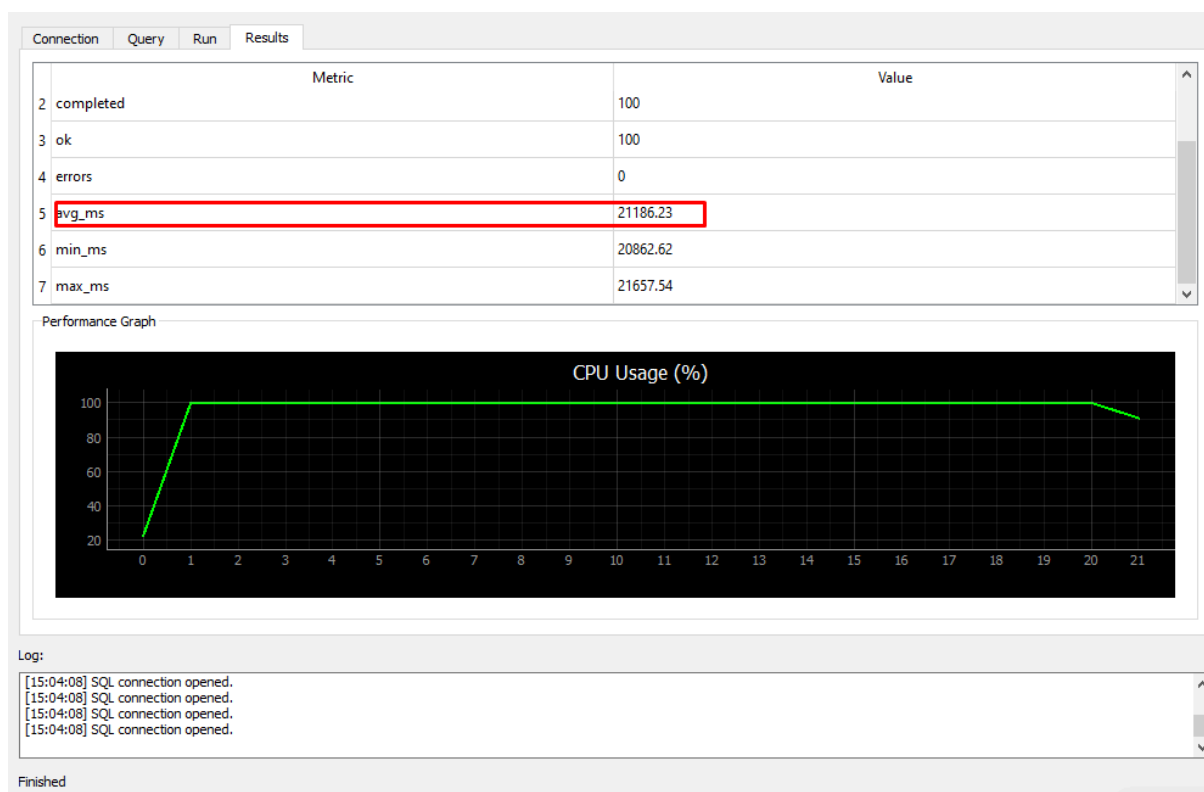 Connection Query Run Results
Metric Value
2 completed 100
3 ok 100
4 errors 0
5 avg_ms 21186.23
6 min_ms 20862.62
7 max_ms 21657.54
Performance Graph
CPU Usage (%)
100
80
60
40
20
0 1 2 3 4 5 6 7 8 9 10 11 12 13 14 15 16 17 18 19 20 21
Log:
[15:04:08] SQL connection opened.
[15:04:08] SQL connection opened.
[15:04:08] SQL connection opened.
[15:04:08] SQL connection opened.
Finished